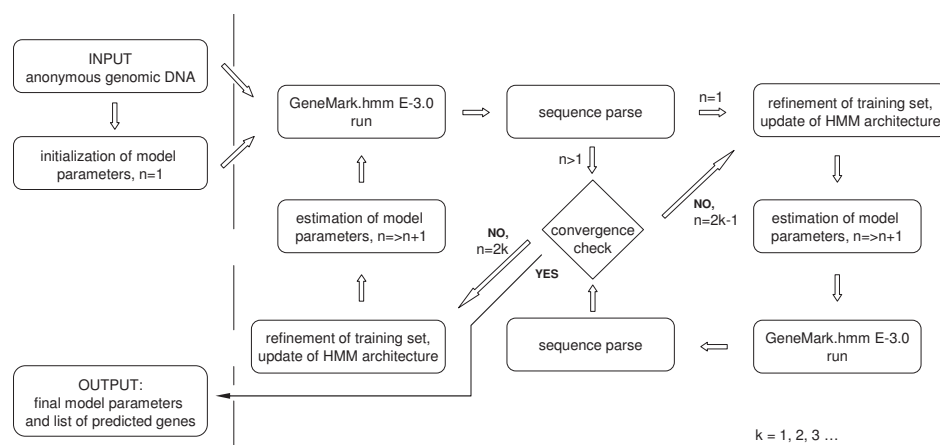 INPUT
anonymous genomic DNA
initialization of model
parameters, n=1
GeneMark.hmm E-3.0
run
sequence parse
n=1
refinement of training set,
update of HMM architecture
n>1
estimation of model
parameters, n=>n+1
NO,
n=2k
convergence
check
YES
NO,
n=2k-1
estimation of model
parameters, n=>n+1
refinement of training set,
update of HMM architecture
sequence parse
GeneMark.hmm E-3.0
run
OUTPUT:
final model parameters
and list of predicted genes
k = 1, 2, 3 ...